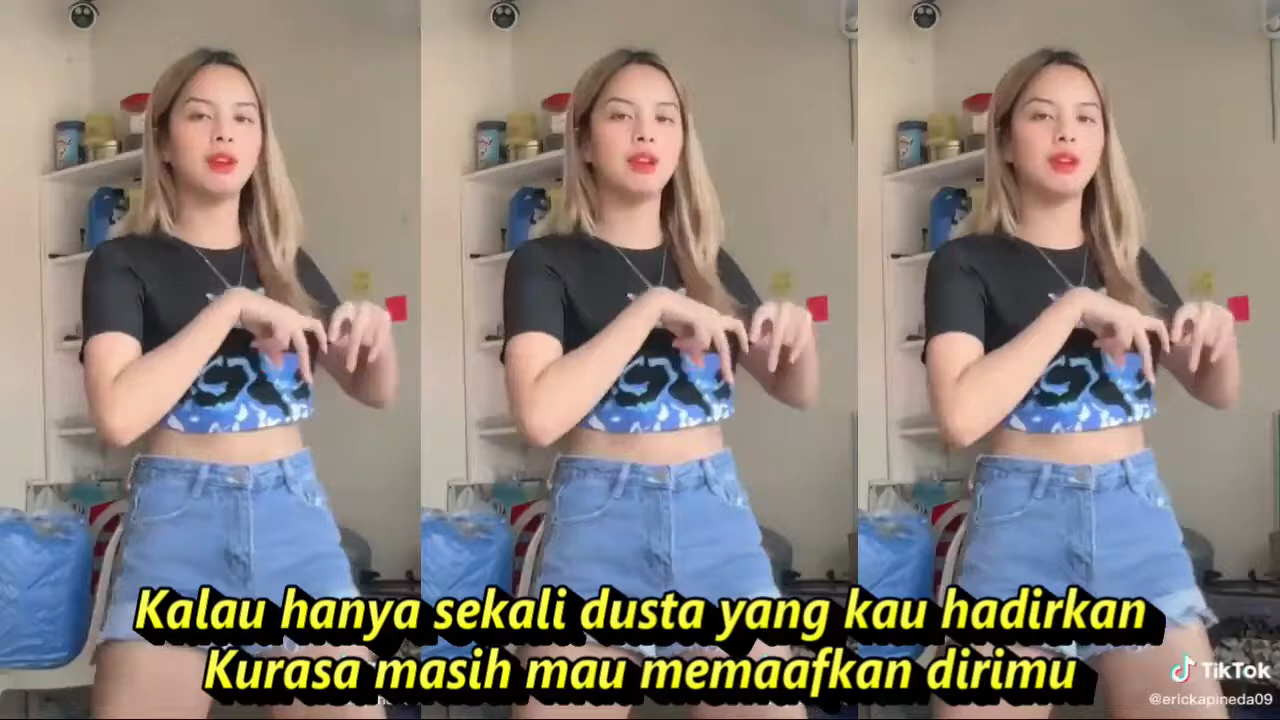 Kalau hanya sekali dusta yang kau hadirkan
Kurasa masih mau memaafkan dirimu
TikTok
@erickapineda09